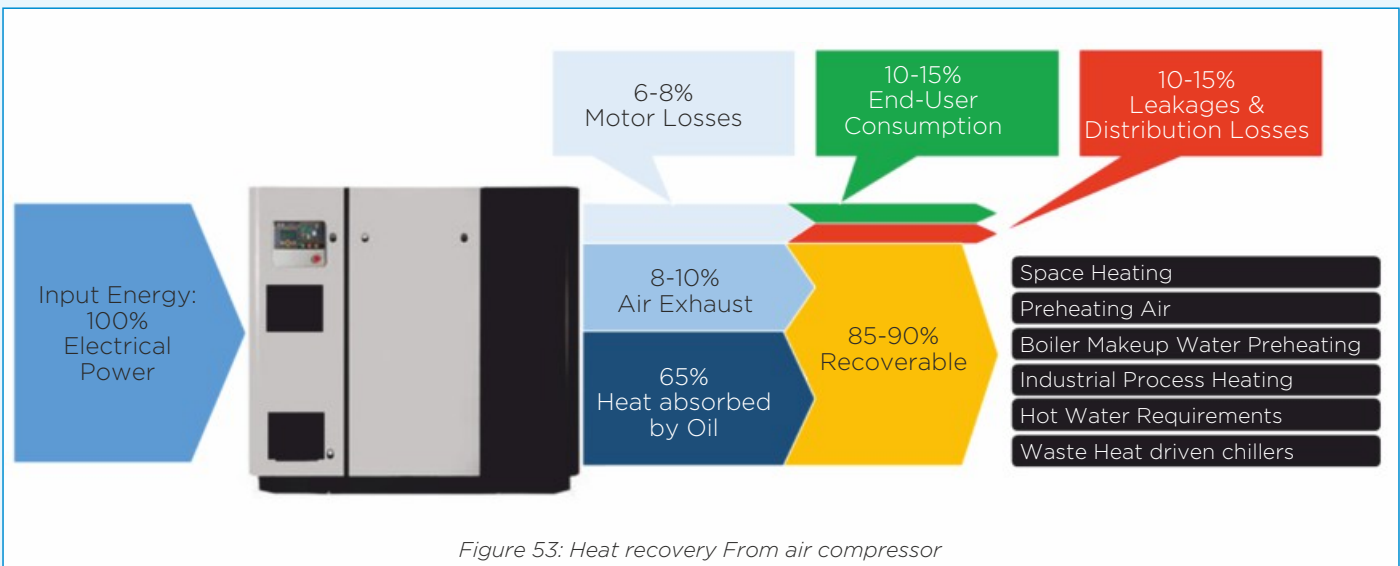 6-8%
Motor Losses
10-15%
End-User
Consumption
10-15%
Leakages &
Distribution Losses
Input Energy:
100%
Electrical
Power
8-10%
Air Exhaust
65%
Heat absorbed
by Oil
85-90%
Recoverable
Space Heating
Preheating Air
Boiler Makeup Water Preheating
Industrial Process Heating
Hot Water Requirements
Waste Heat driven chillers
Figure 53: Heat recovery From air compressor